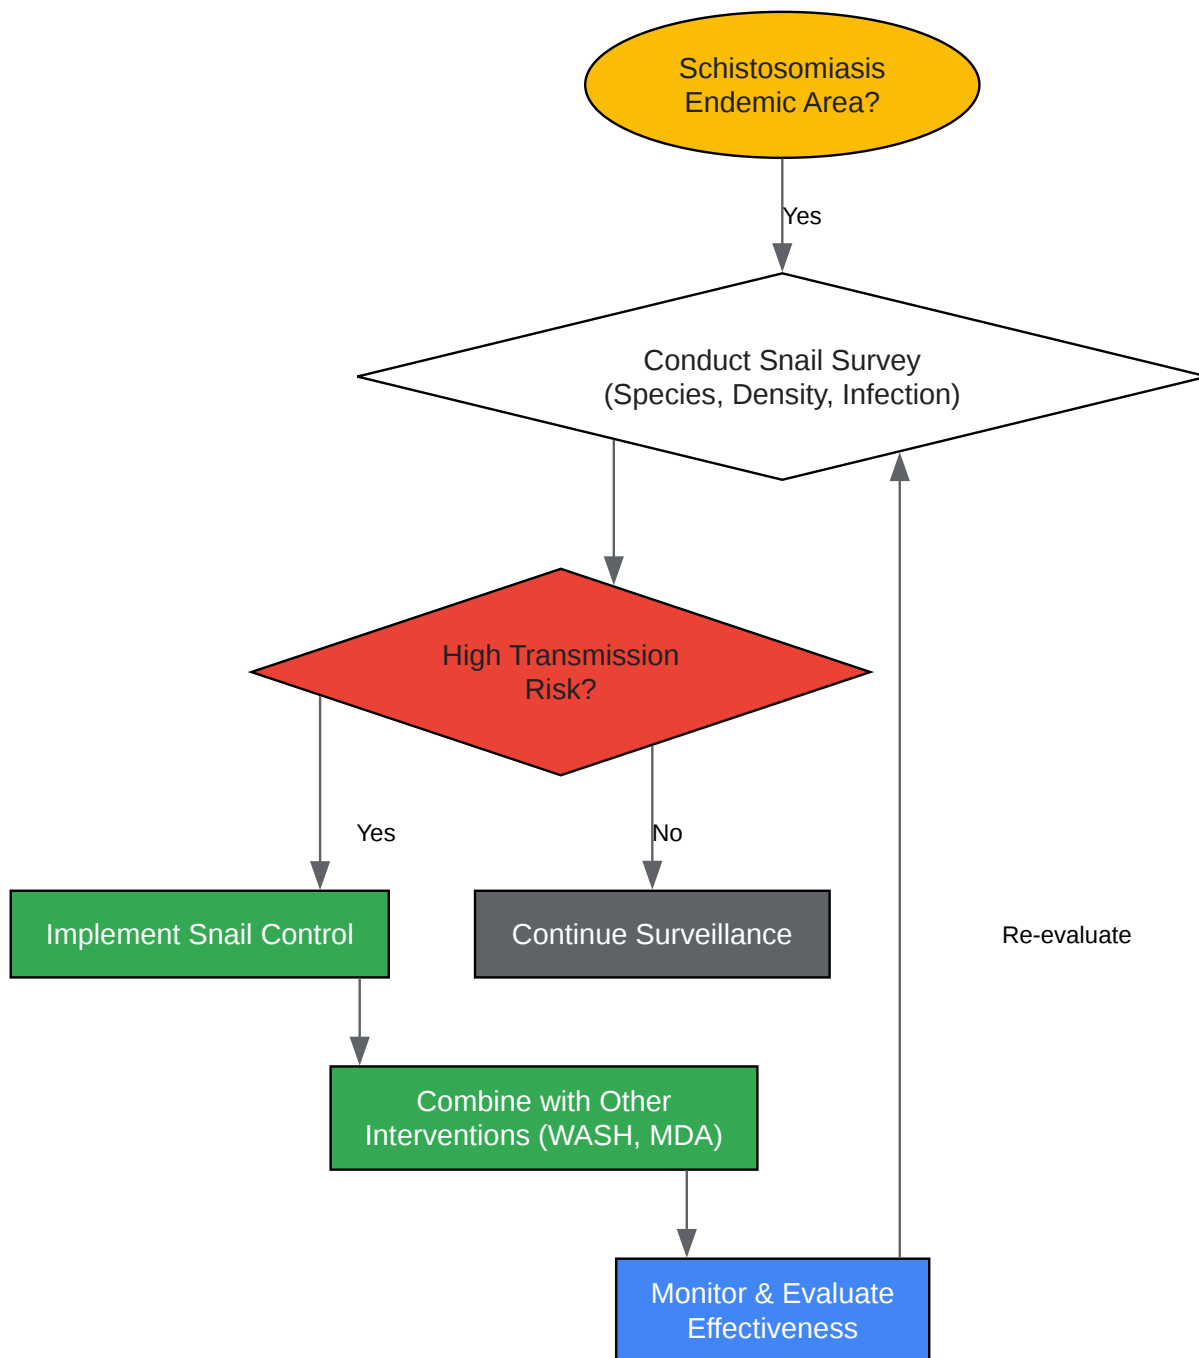 Schistosomiasis
Endemic Area?
Yes
Conduct Snail Survey
(Species, Density, Infection)
High Transmission
Risk?
Yes
No
Implement Snail Control
Continue Surveillance
Re-evaluate
Combine with Other
Interventions (WASH, MDA)
Monitor & Evaluate
Effectiveness